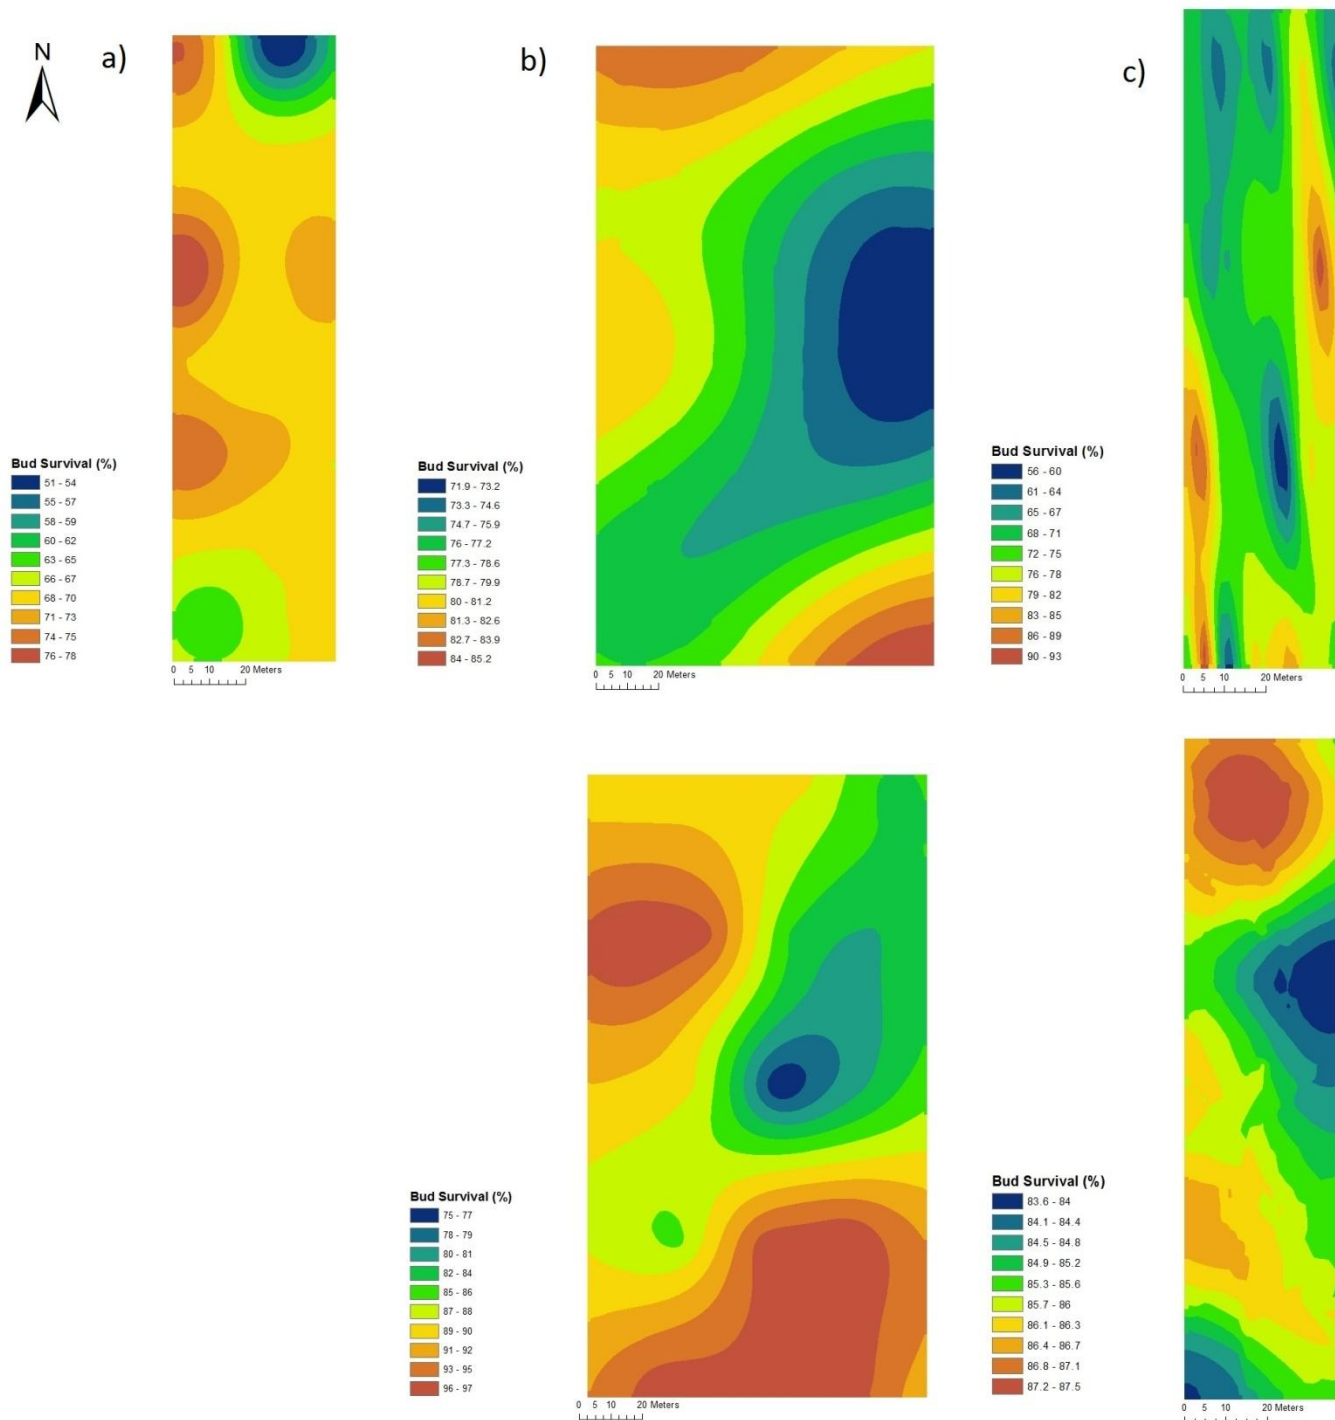 N
a)
b)
c)
Bud Survival (%)
51 - 54
55 - 57
58 - 59
60 - 62
63 - 65
66 - 67
68 - 70
71 - 73
74 - 75
76 - 78
0 5 10 20 Meters
Bud Survival (%)
71.9 - 73.2
73.3 - 74.6
74.7 - 75.9
76 - 77.2
77.3 - 78.6
78.7 - 79.9
80 - 81.2
81.3 - 82.6
82.7 - 83.9
84 - 85.2
0 5 10 20 Meters
Bud Survival (%)
56 - 60
61 - 64
65 - 67
68 - 71
72 - 75
76 - 78
79 - 82
83 - 85
86 - 89
90 - 93
0 5 10 20 Meters
Bud Survival (%)
75 - 77
78 - 79
80 - 81
82 - 84
85 - 86
87 - 88
89 - 90
91 - 92
93 - 95
96 - 97
0 5 10 20 Meters
Bud Survival (%)
83.6 - 84
84.1 - 84.4
84.5 - 84.8
84.9 - 85.2
85.3 - 85.6
85.7 - 86
86.1 - 86.3
86.4 - 86.7
86.8 - 87.1
87.2 - 87.5
0 5 10 20 Meters